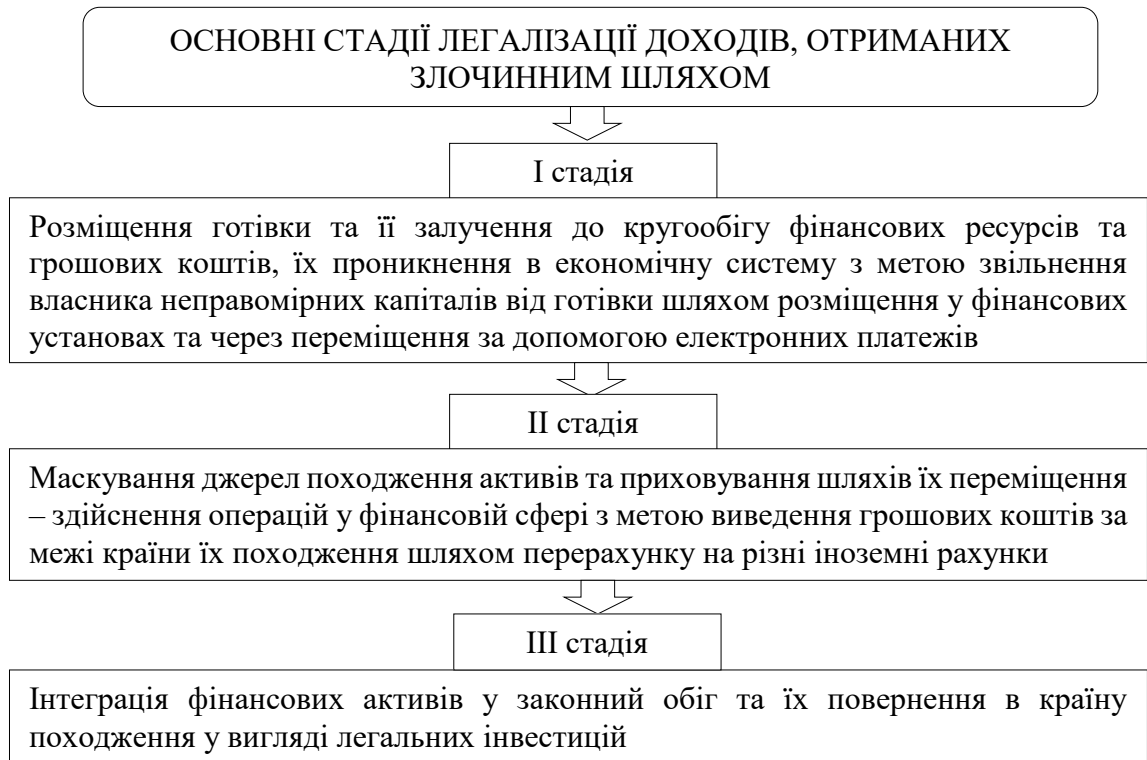 ОСНОВНІ СТАДІЇ ЛЕГАЛІЗАЦІЇ ДОХОДІВ, ОТРИМАНИХ
ЗЛОЧИННИМ ШЛЯХОМ
І стадія
Розміщення готівки та її залучення до кругообігу фінансових ресурсів та
грошових коштів, їх проникнення в економічну систему з метою звільнення
власника неправомірних капіталів від готівки шляхом розміщення у фінансових
установах та через переміщення за допомогою електронних платежів
ІІ стадія
Маскування джерел походження активів та приховування шляхів їх переміщення
– здійснення операцій у фінансовій сфері з метою виведення грошових коштів за
межі країни їх походження шляхом перерахунку на різні іноземні рахунки
ІІІ стадія
Інтеграція фінансових активів у законний обіг та їх повернення в країну
походження у вигляді легальних інвестицій